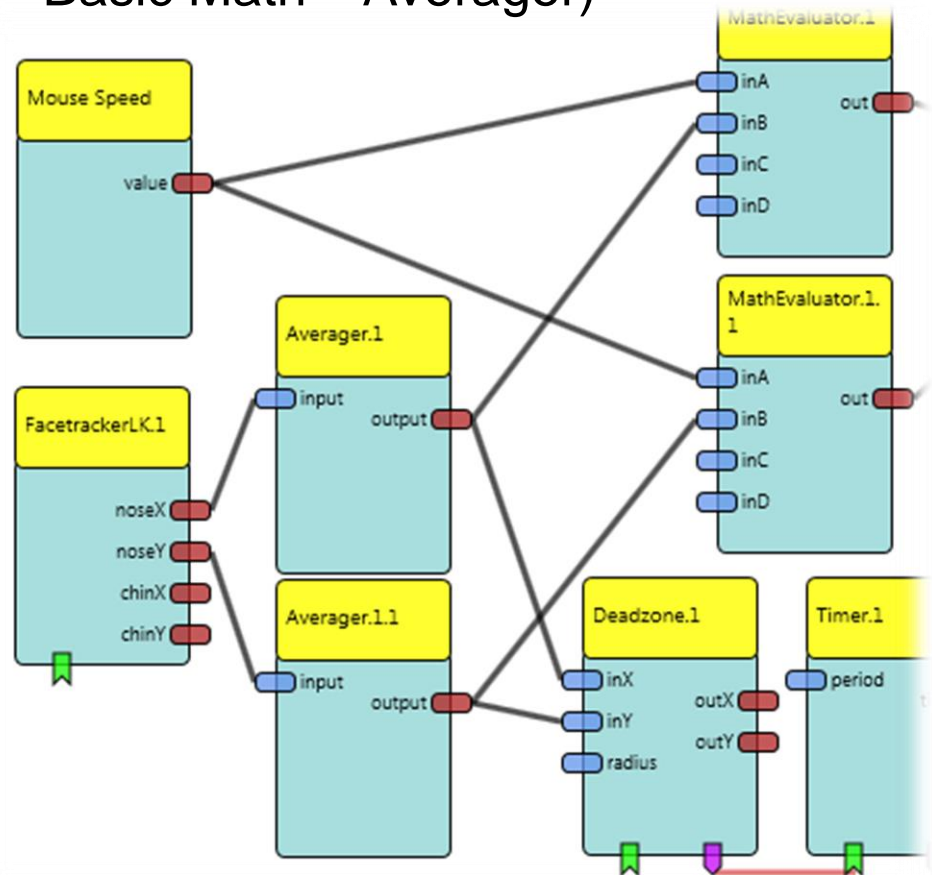 Basic Math – Averager)
MathEvaluator.1
inA
inB
inC
inD
out
Mouse Speed
value
MathEvaluator.1.
1
inA
inB
inC
inD
out
Averager.1
input
output
FacetrackerLK.1
noseX
noseY
chinX
chinY
Averager.1.1
input
output
Deadzone.1
inX
inY
radius
outX
outY
Timer.1
period